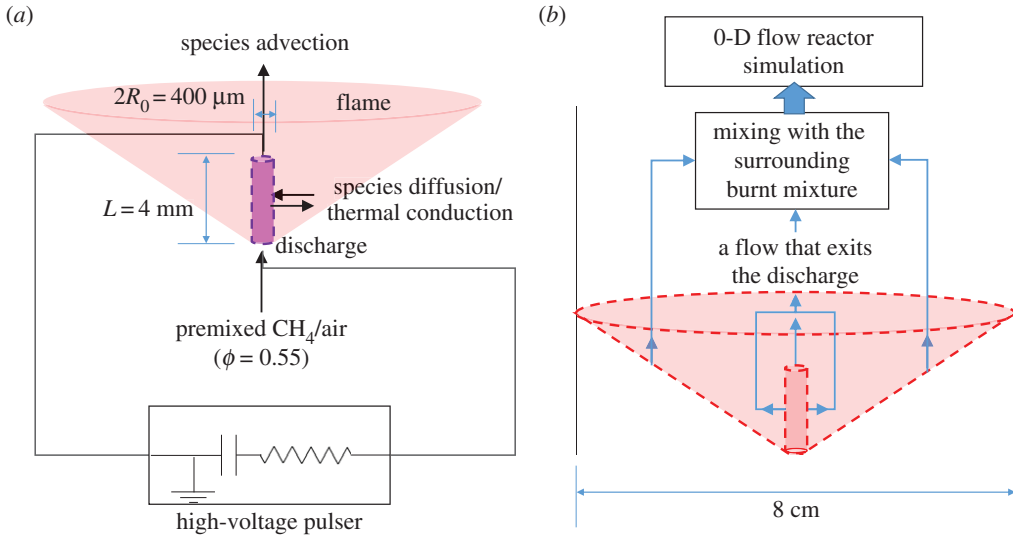 (a)
species advection
2R₀ = 400 μm
flame
L = 4 mm
species diffusion/
thermal conduction
discharge
premixed CH₄/air
(ϕ = 0.55)
high-voltage pulser
(b)
0-D flow reactor
simulation
mixing with the
surrounding
burnt mixture
a flow that exits
the discharge
8 cm